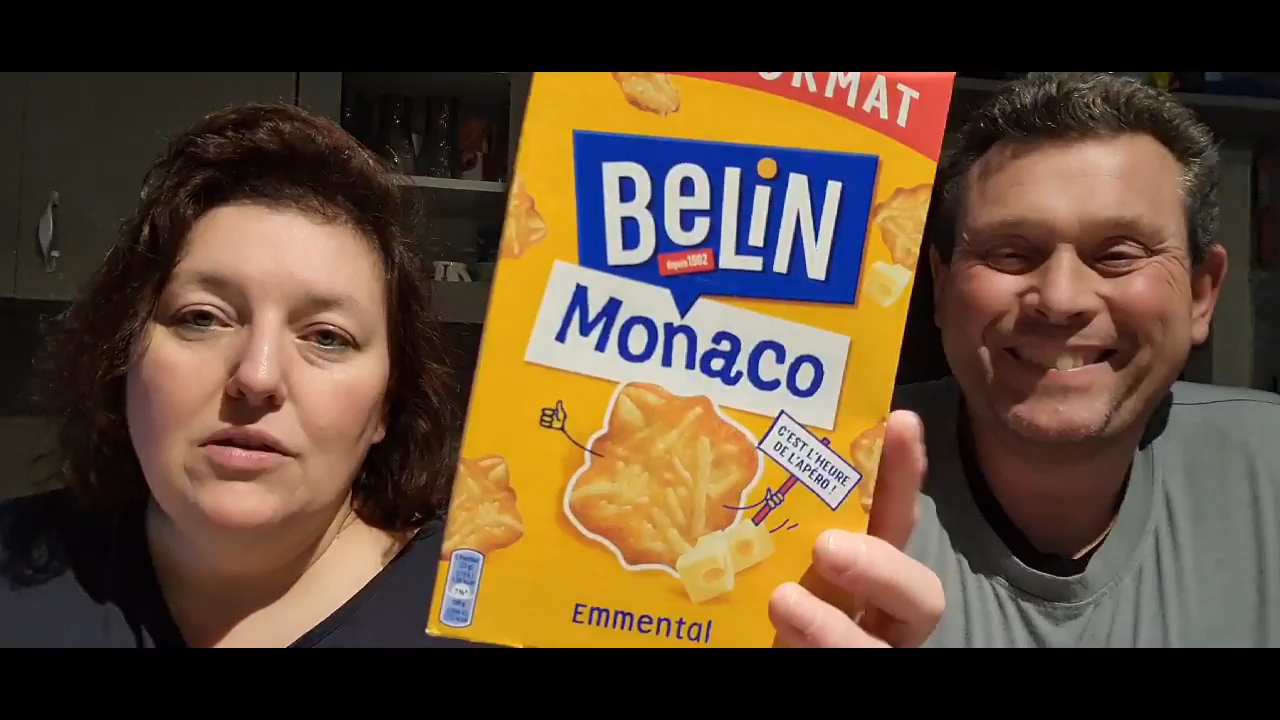 ORMAT
BELiN
depuis 1902
Monaco
C'EST L'HEURE
DE L'APÉRO !
Emmental